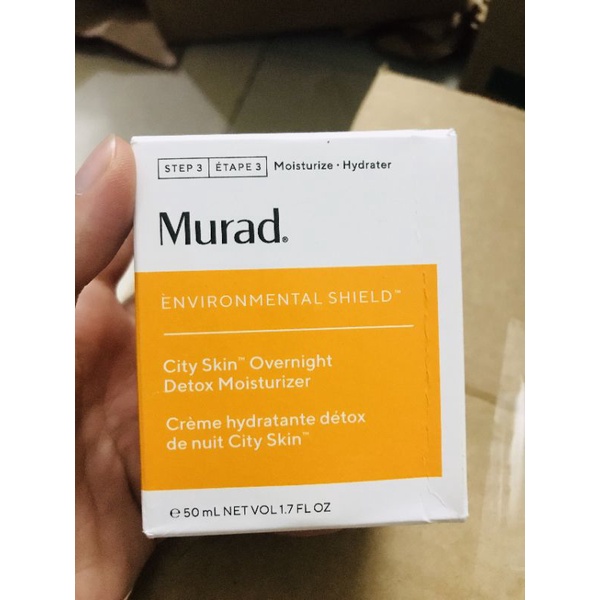 STEP 3 ÉTAPE 3 Moisturize • Hydrater
Murad®
ENVIRONMENTAL SHIELD™
City Skin™ Overnight
Detox Moisturizer
Crème hydratante détox
de nuit City Skin™
℮ 50 mL NET VOL 1.7 FL OZ